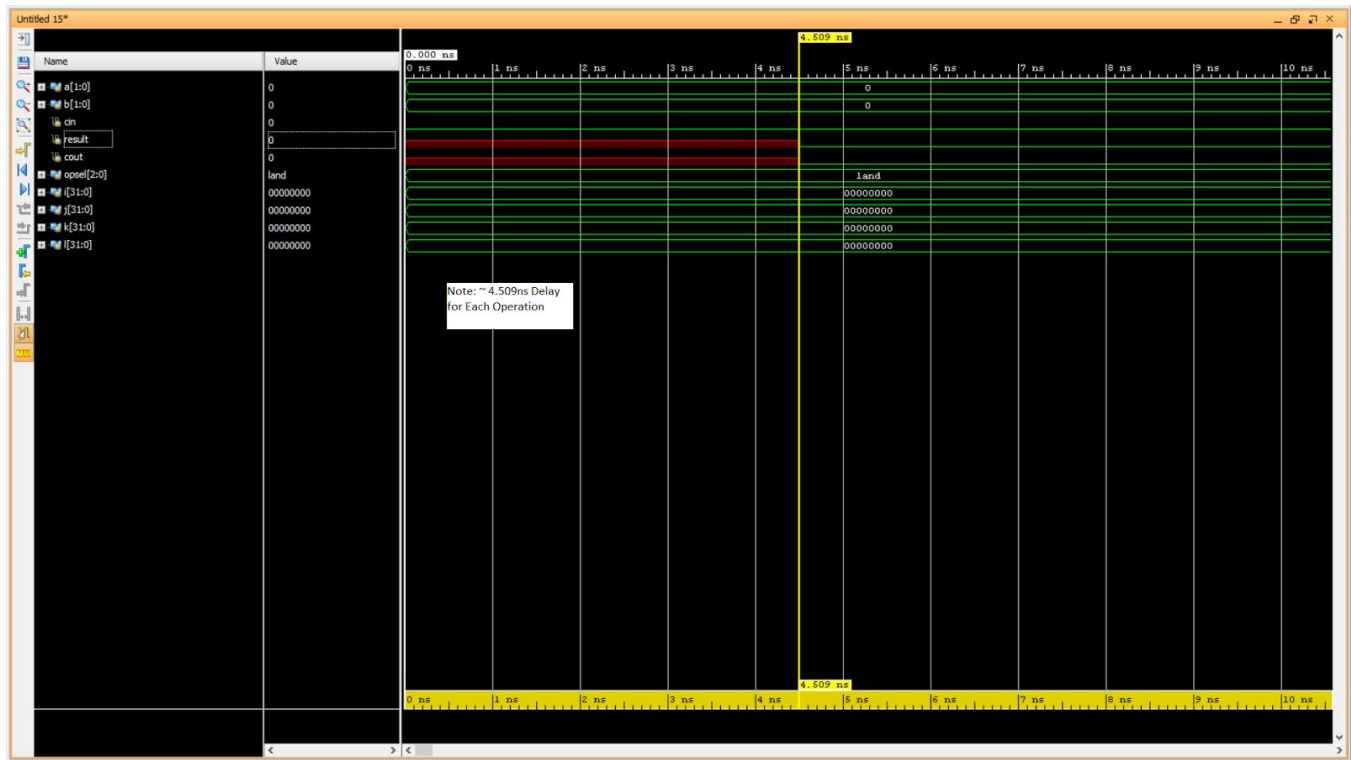 Untitled 15*
4.509 ns
0.000 ns
Name Value
0 ns 1 ns 2 ns 3 ns 4 ns 5 ns 6 ns 7 ns 8 ns 9 ns 10 ns
a[1:0] 0 0
b[1:0] 0 0
cin 0
result 0
cout 0
opsel[2:0] land land
i[31:0] 00000000 00000000
j[31:0] 00000000 00000000
k[31:0] 00000000 00000000
l[31:0] 00000000 00000000
Note: ~ 4.509ns Delay
for Each Operation
4.509 ns
0 ns 1 ns 2 ns 3 ns 4 ns 5 ns 6 ns 7 ns 8 ns 9 ns 10 ns